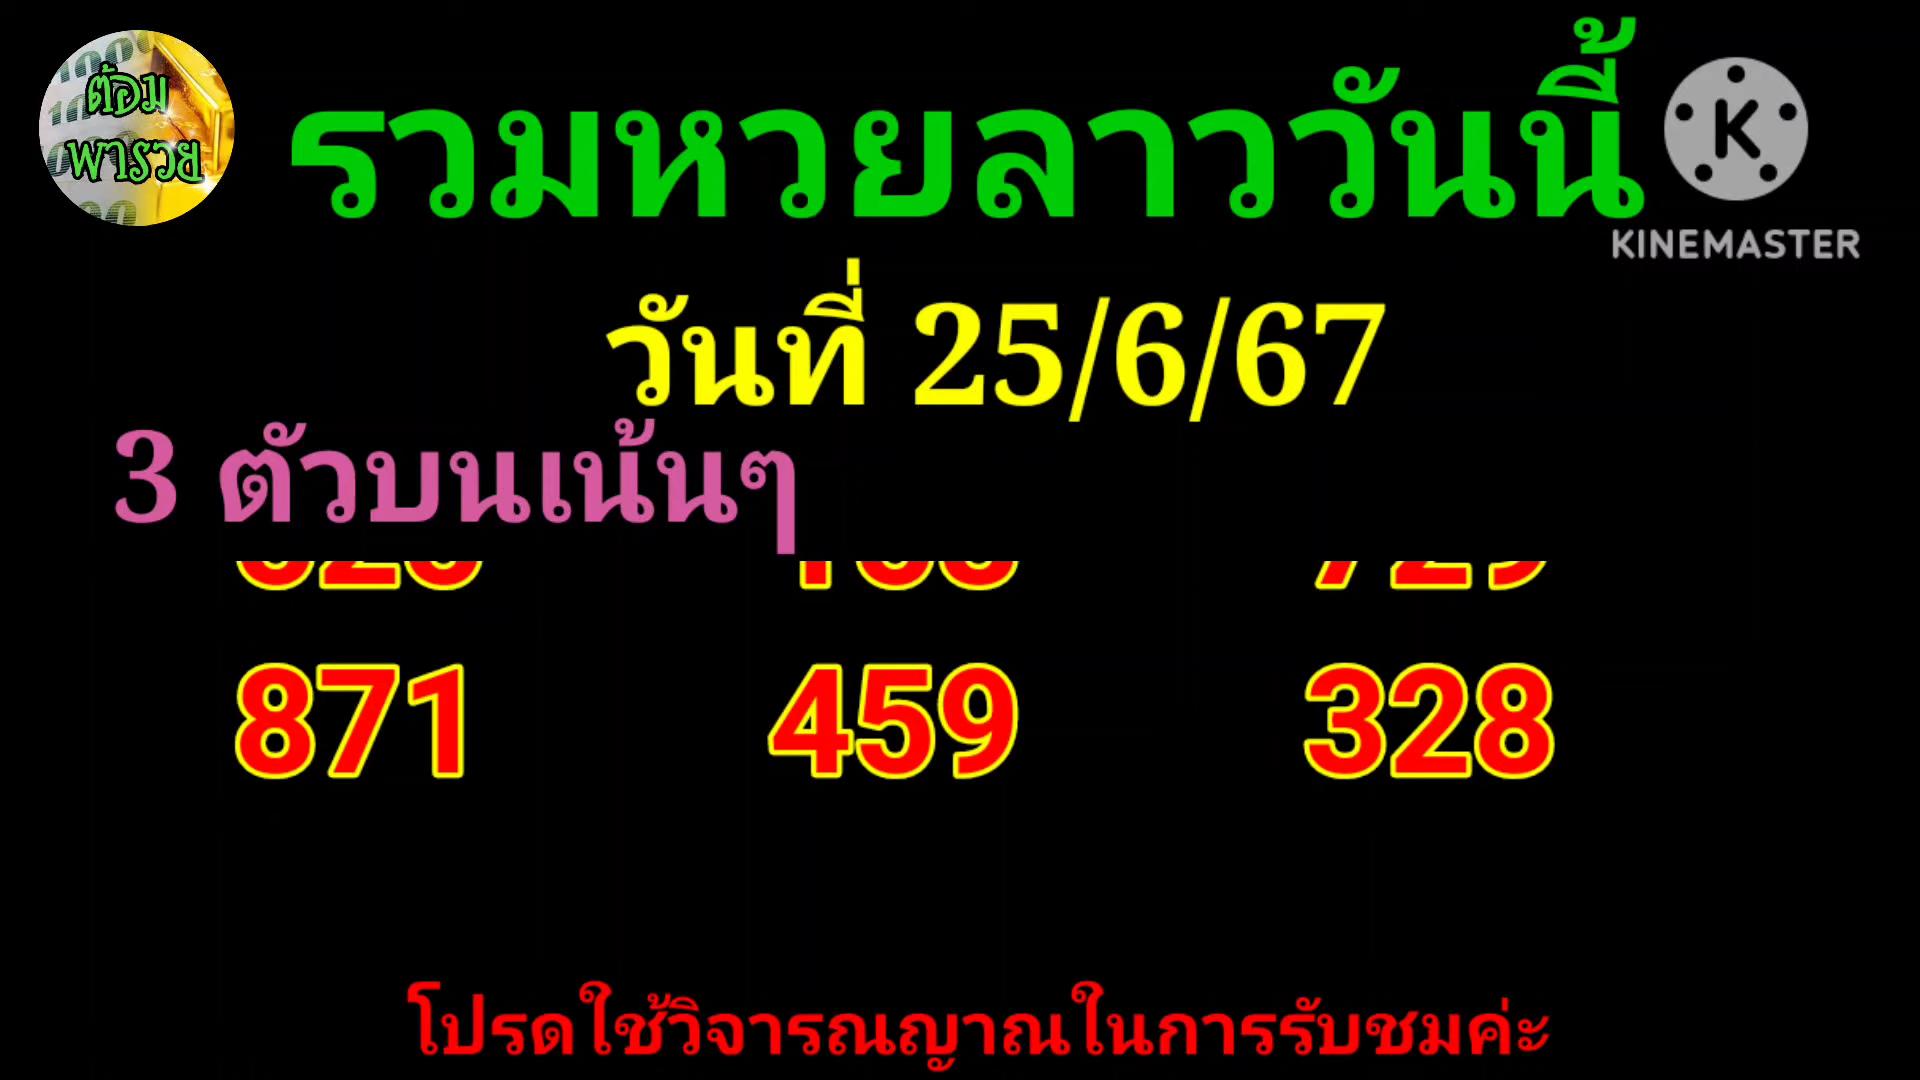 ต้อม
พารวย
รวมหวยลาววันนี้
KINEMASTER
วันที่ 25/6/67
3 ตัวบนเน้นๆ
729
871 459 328
โปรดใช้วิจารณญาณในการรับชมค่ะ